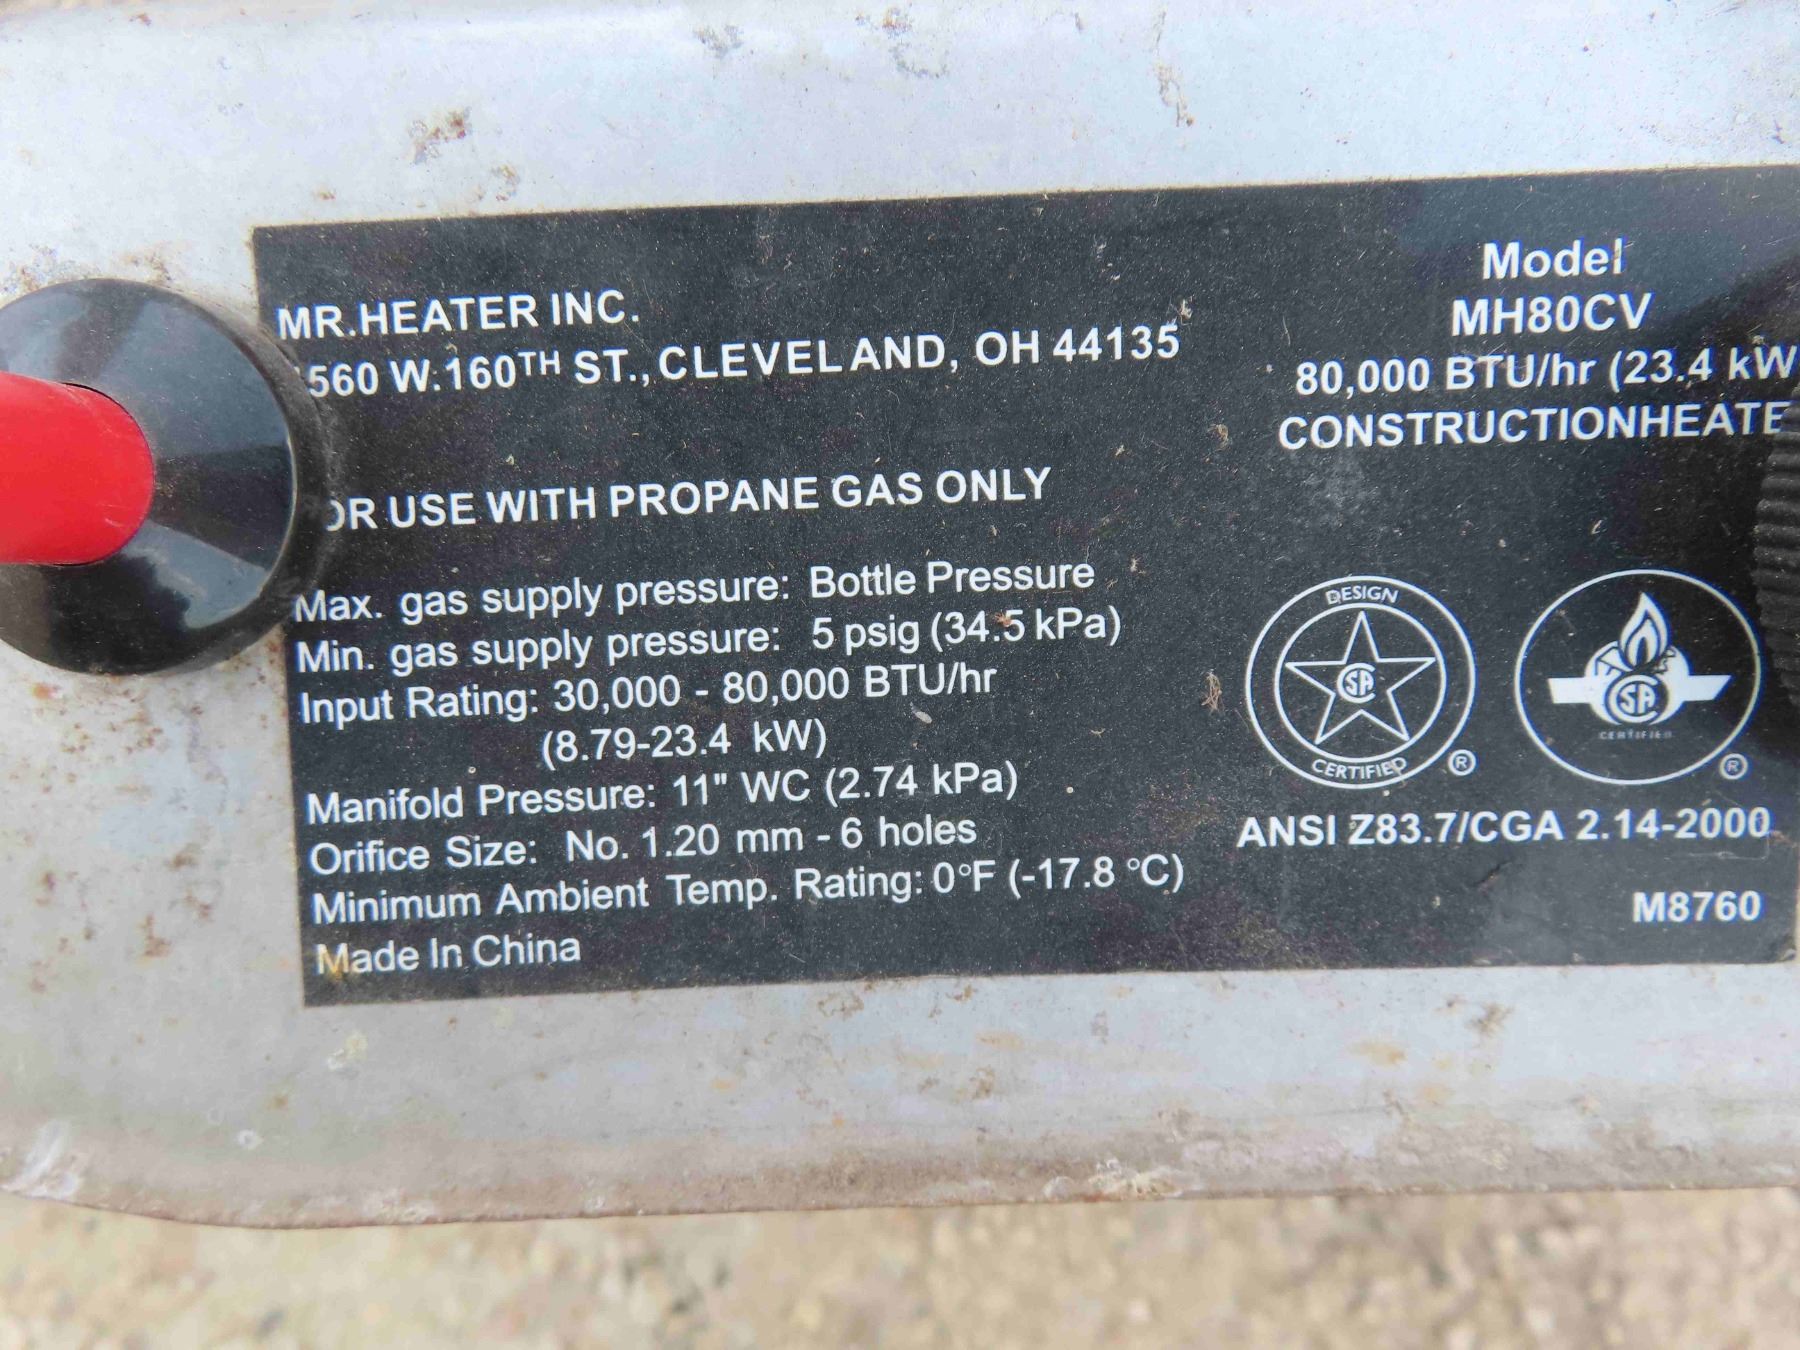 MR.HEATER INC.
560 W.160TH ST., CLEVELAND, OH 44135
Model
MH80CV
80,000 BTU/hr (23.4 kW
CONSTRUCTIONHEATE
OR USE WITH PROPANE GAS ONLY
Max. gas supply pressure: Bottle Pressure
Min. gas supply pressure: 5 psig (34.5 kPa)
Input Rating: 30,000 - 80,000 BTU/hr
(8.79-23.4 kW)
Manifold Pressure: 11" WC (2.74 kPa)
Orifice Size: No. 1.20 mm - 6 holes
Minimum Ambient Temp. Rating: 0°F (-17.8 °C)
Made In China
DESIGN
CSA
CERTIFIED
®
CSA
CERTIFIED
®
ANSI Z83.7/CGA 2.14-2000
M8760